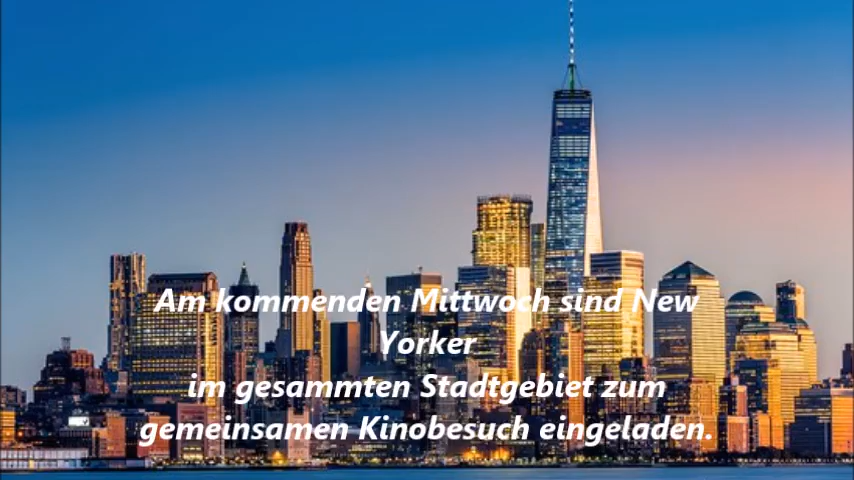 Am kommenden Mittwoch sind New
Yorker
im gesammten Stadtgebiet zum
gemeinsamen Kinobesuch eingeladen.